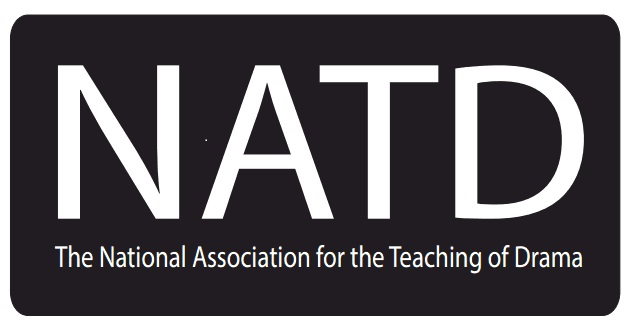 NATD
The National Association for the Teaching of Drama